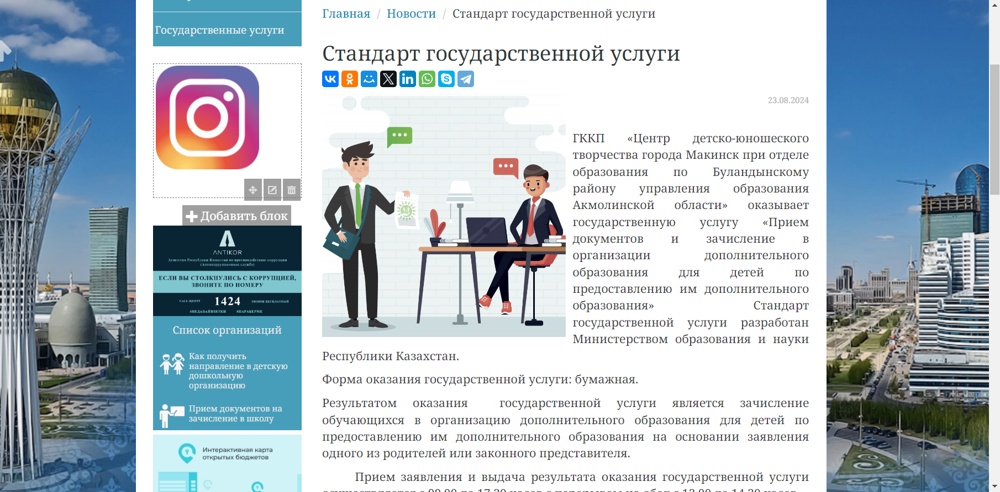 Государственные услуги
Добавить блок
ANTIKOR
Агентство Республики Казахстан по противодействию коррупции
(Антикоррупционная служба)
ЕСЛИ ВЫ СТОЛКНУЛИСЬ С КОРРУПЦИЕЙ,
ЗВОНИТЕ ПО НОМЕРУ
CALL-ЦЕНТР 1424 ЗВОНОК БЕСПЛАТНЫЙ
#НЕДАВАЙВЗЯТКИ #ПАРАБЕРМЕ
Список организаций
Как получить
направление в детскую
дошкольную
организацию
Прием документов на
зачисление в школу
Интерактивная карта
открытых бюджетов
Главная / Новости / Стандарт государственной услуги
Стандарт государственной услуги
23.08.2024
ГККП «Центр детско-юношеского
творчества города Макинск при отделе
образования по Буландынскому
району управления образования
Акмолинской области» оказывает
государственную услугу «Прием
документов и зачисление в
организации дополнительного
образования для детей по
предоставлению им дополнительного
образования» Стандарт
государственной услуги разработан
Министерством образования и науки
Республики Казахстан.
Форма оказания государственной услуги: бумажная.
Результатом оказания государственной услуги является зачисление
обучающихся в организацию дополнительного образования для детей по
предоставлению им дополнительного образования на основании заявления
одного из родителей или законного представителя.
Прием заявления и выдача результата оказания государственной услуги